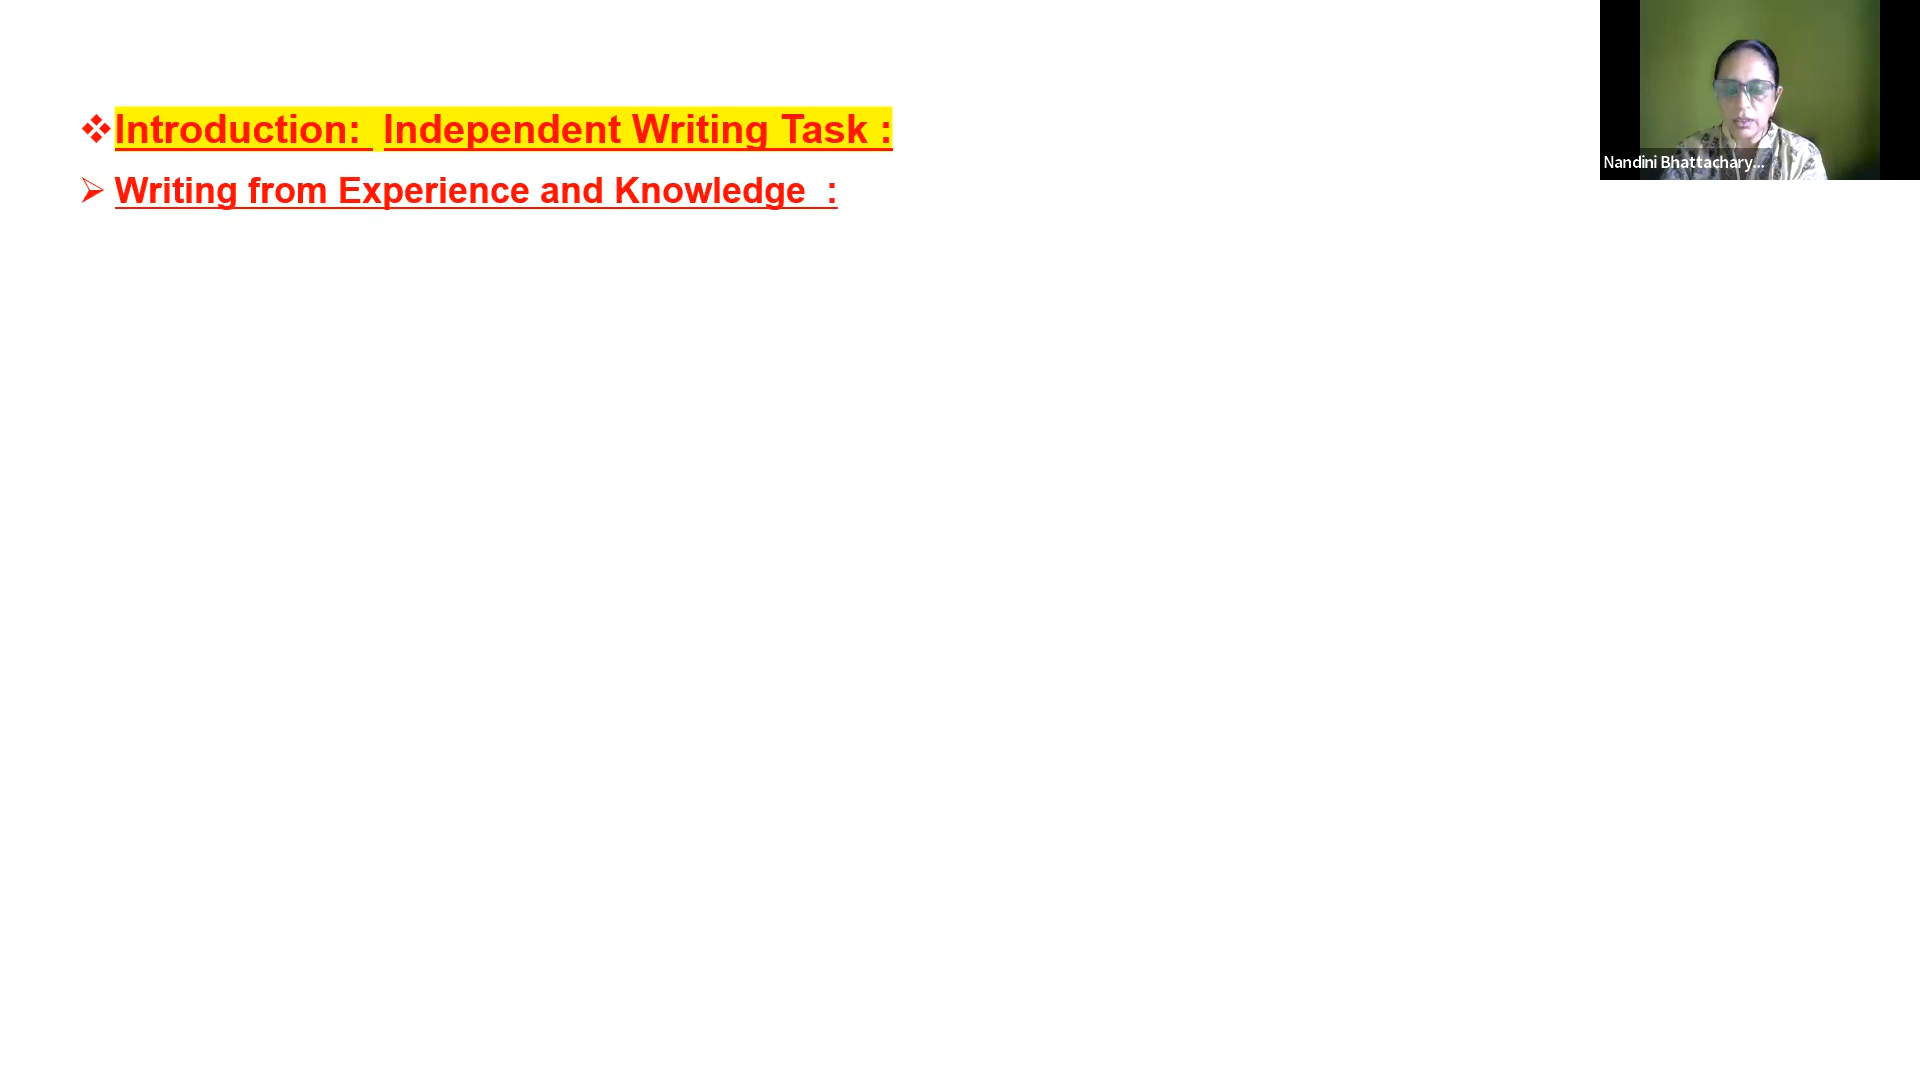 ❖Introduction: Independent Writing Task :
➢ Writing from Experience and Knowledge :
Nandini Bhattachary...